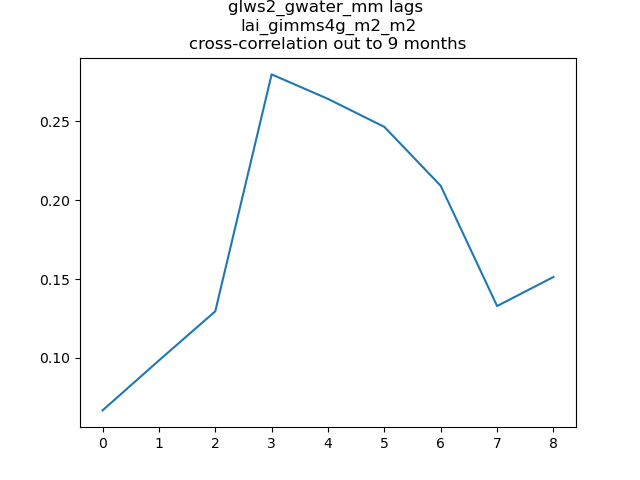 glws2_gwater_mm lags
lai_gimms4g_m2_m2
cross-correlation out to 9 months
0.25
0.20
0.15
0.10
0 1 2 3 4 5 6 7 8